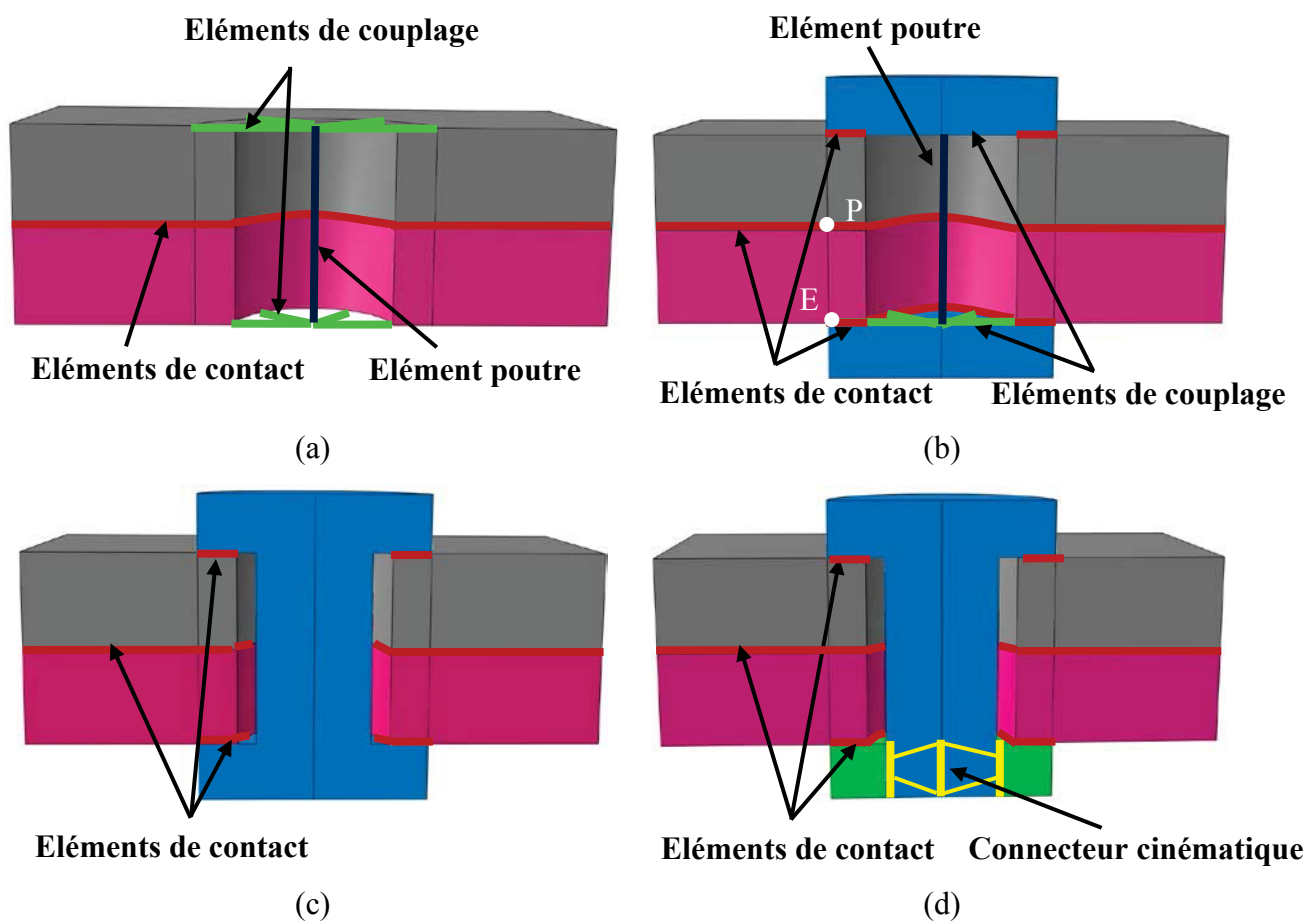 Eléments de couplage
Eléments de contact
Elément poutre
(a)
Elément poutre
P
E
Eléments de contact
Eléments de couplage
(b)
Eléments de contact
(c)
Eléments de contact
Connecteur cinématique
(d)